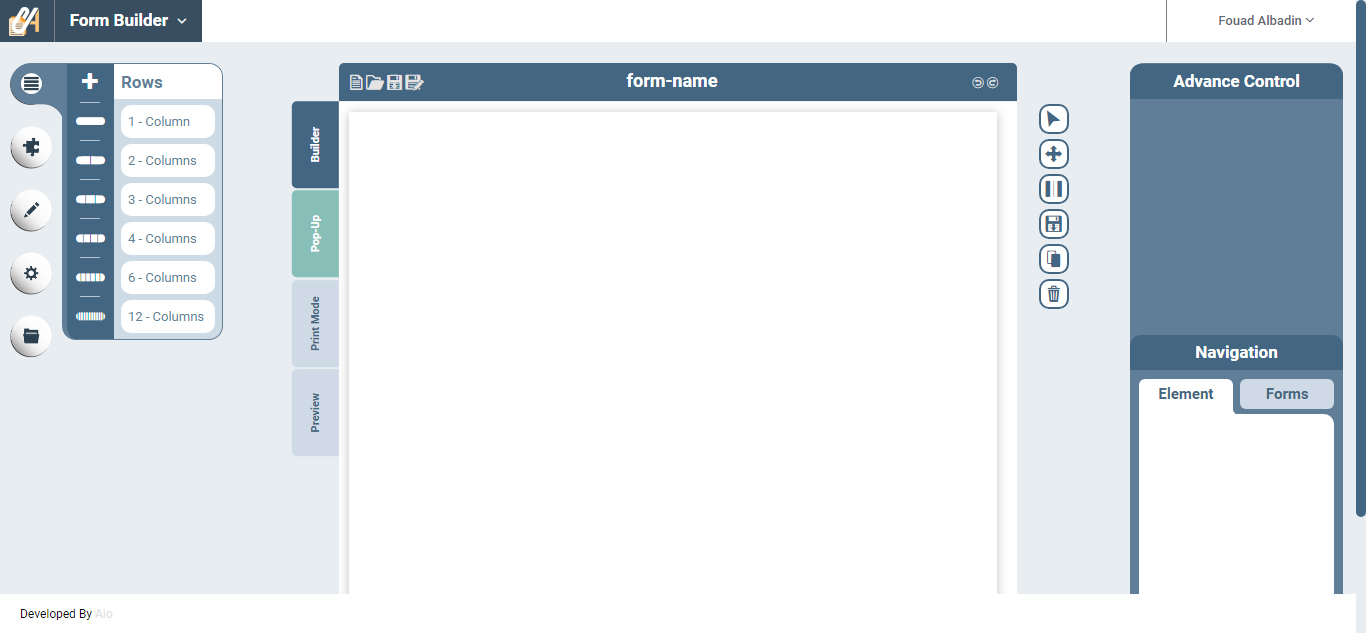 Form Builder
Fouad Albadin
Rows
1 - Column
2 - Columns
3 - Columns
4 - Columns
6 - Columns
12 - Columns
form-name
Builder
Pop-Up
Print Mode
Preview
Advance Control
Navigation
Element
Forms
Developed By Aio